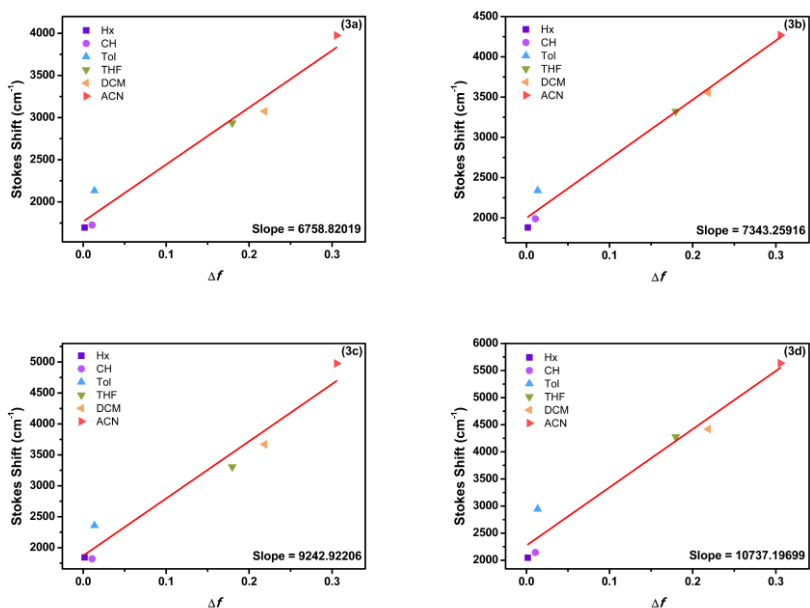 (3a)
Stokes Shift (cm⁻¹)
4000
3500
3000
2500
2000
Hx
CH
Tol
THF
DCM
ACN
Slope = 6758.82019
0.0 0.1 0.2 0.3
Δf
(3b)
Stokes Shift (cm⁻¹)
4500
4000
3500
3000
2500
2000
Hx
CH
Tol
THF
DCM
ACN
Slope = 7343.25916
0.0 0.1 0.2 0.3
Δf
(3c)
Stokes Shift (cm⁻¹)
5000
4500
4000
3500
3000
2500
2000
Hx
CH
Tol
THF
DCM
ACN
Slope = 9242.92206
0.0 0.1 0.2 0.3
Δf
(3d)
Stokes Shift (cm⁻¹)
6000
5500
5000
4500
4000
3500
3000
2500
2000
Hx
CH
Tol
THF
DCM
ACN
Slope = 10737.19699
0.0 0.1 0.2 0.3
Δf